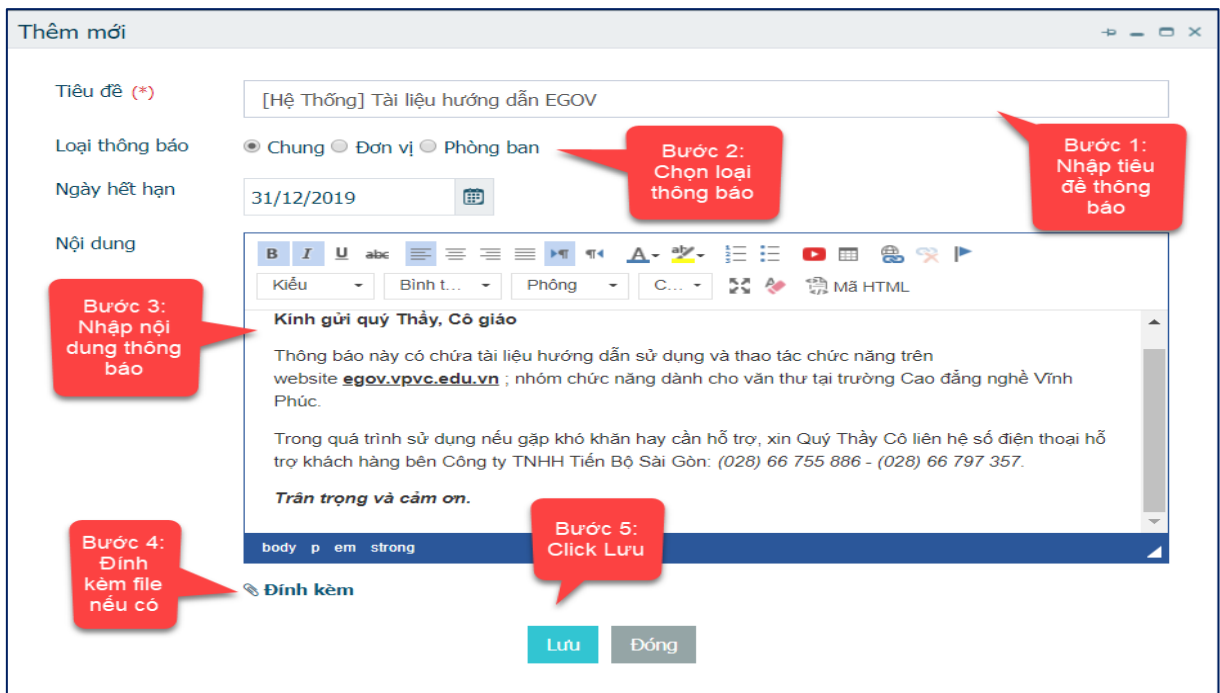 Thêm mới
Tiêu đề (*)
[Hệ Thống] Tài liệu hướng dẫn EGOV
Bước 1:
Nhập tiêu
đề thông
báo
Loại thông báo
Chung Đơn vị Phòng ban
Bước 2:
Chọn loại
thông báo
Ngày hết hạn
31/12/2019
Nội dung
B I U abc A ab
Kiểu Bình t... Phông C... Mã HTML
Bước 3:
Nhập nội
dung thông
báo
Kính gửi quý Thầy, Cô giáo
Thông báo này có chứa tài liệu hướng dẫn sử dụng và thao tác chức năng trên
website egov.vpvc.edu.vn ; nhóm chức năng dành cho văn thư tại trường Cao đẳng nghề Vĩnh
Phúc.
Trong quá trình sử dụng nếu gặp khó khăn hay cần hỗ trợ, xin Quý Thầy Cô liên hệ số điện thoại hỗ
trợ khách hàng bên Công ty TNHH Tiến Bộ Sài Gòn: (028) 66 755 886 - (028) 66 797 357.
Trân trọng và cảm ơn.
body p em strong
Bước 4:
Đính
kèm file
nếu có
Bước 5:
Click Lưu
Đính kèm
Lưu Đóng